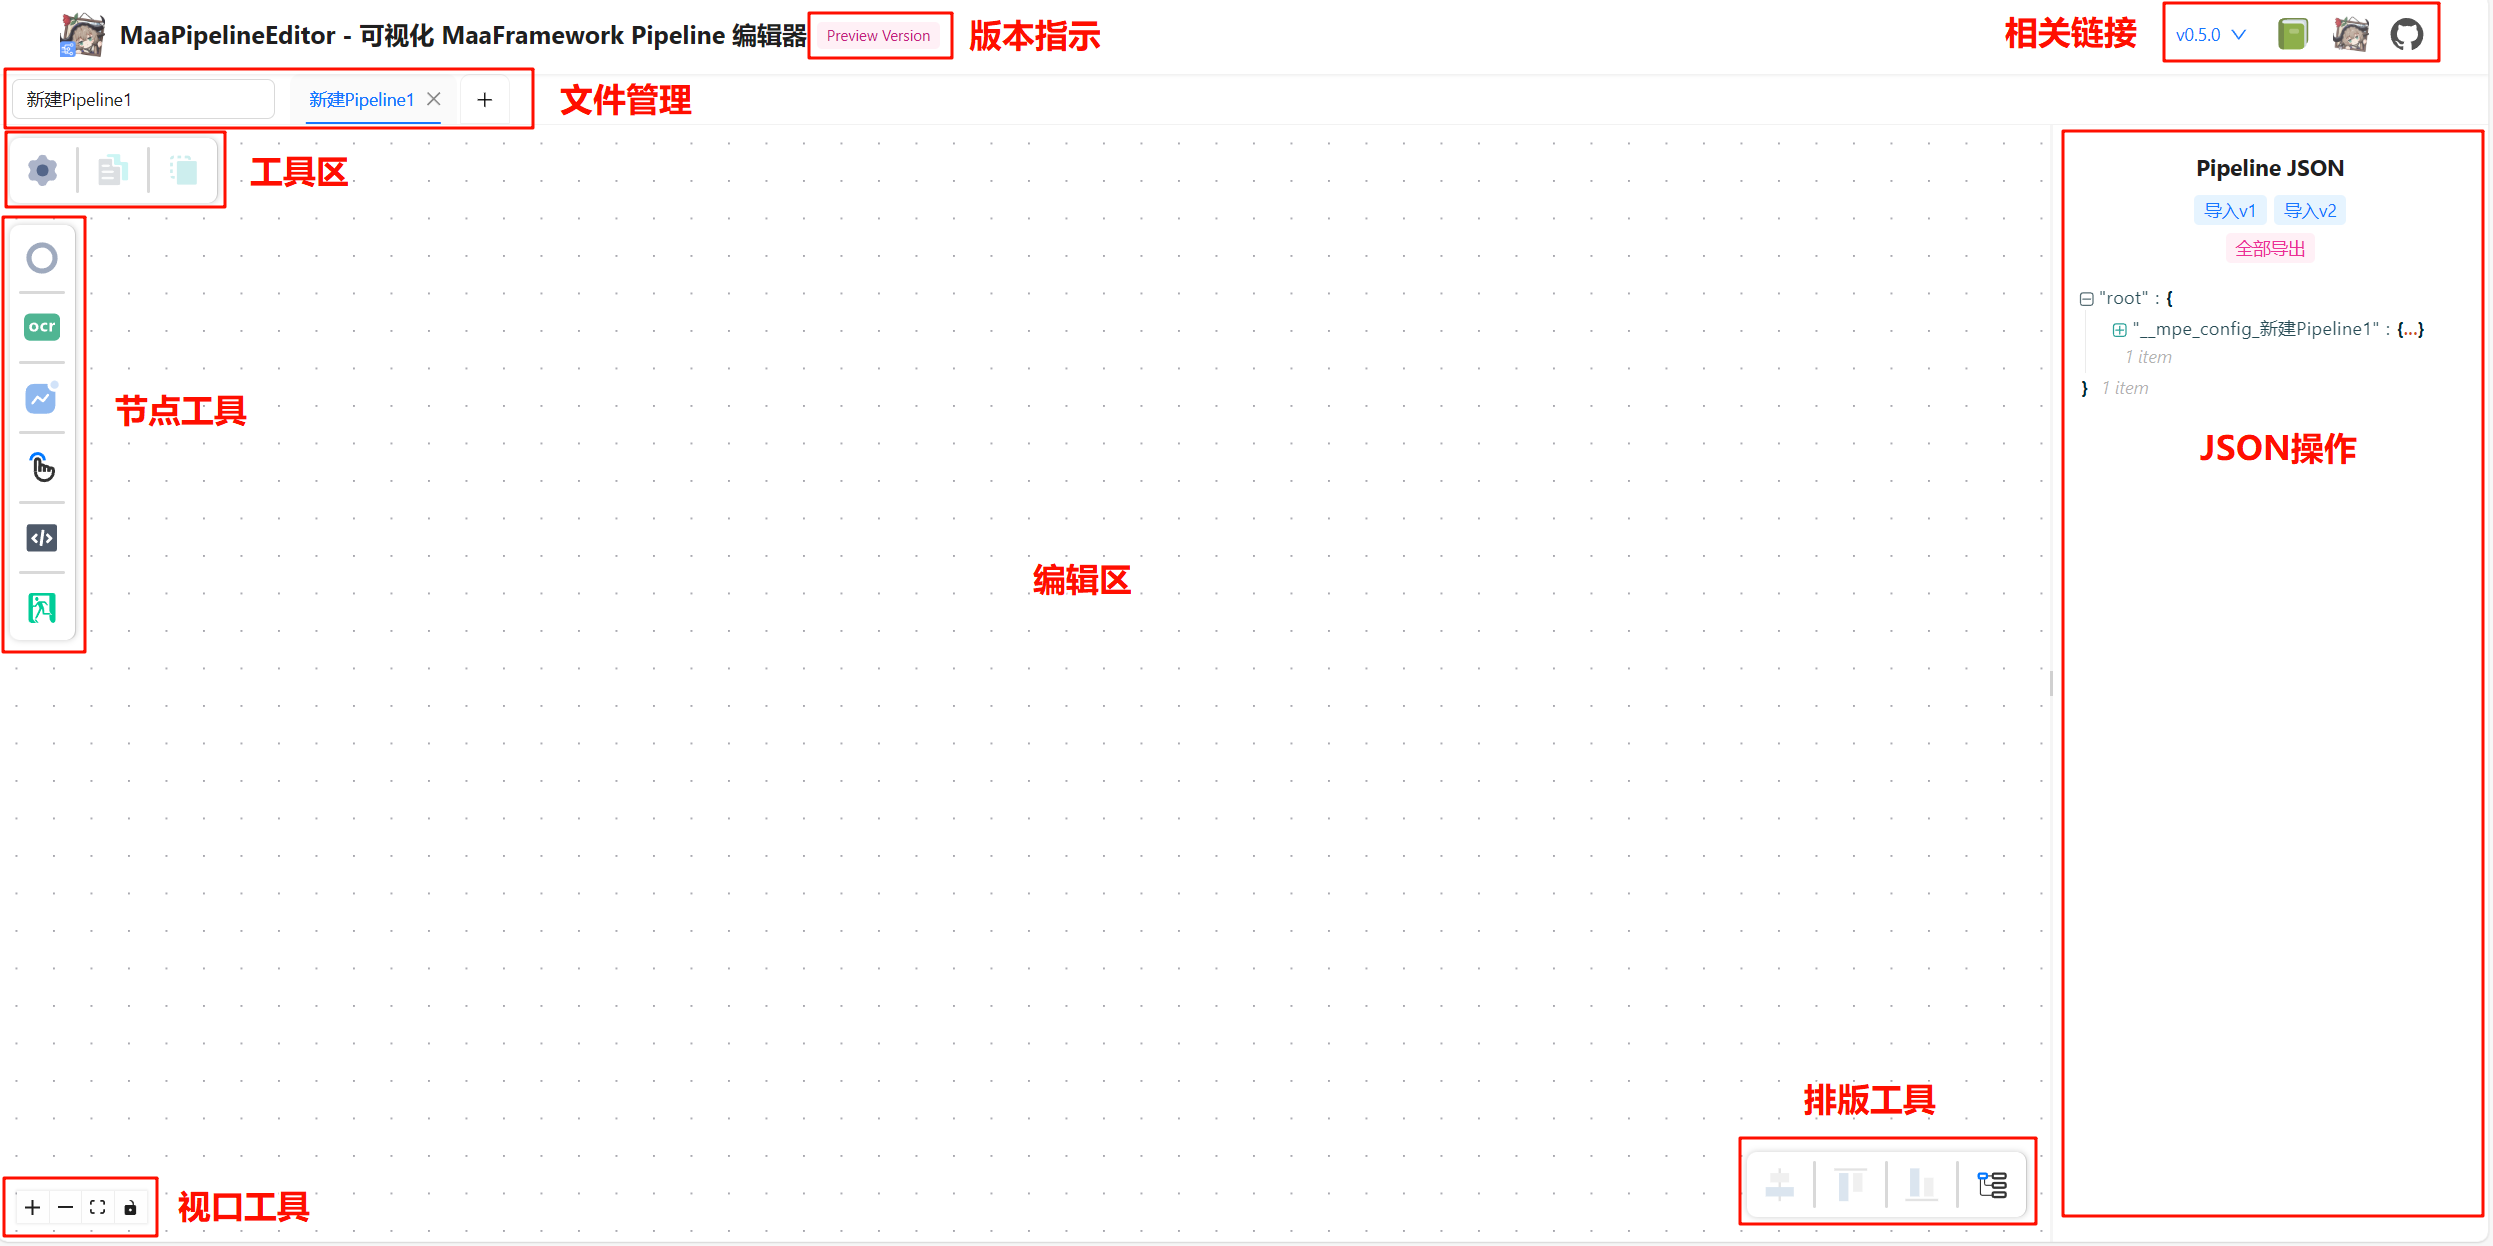 MaaPipelineEditor - 可视化 MaaFramework Pipeline 编辑器
Preview Version
版本指示
相关链接
v0.5.0
新建Pipeline1
新建Pipeline1
文件管理
工具区
ocr
节点工具
编辑区
视口工具
排版工具
Pipeline JSON
导入v1
导入v2
全部导出
"root" : {
"__mpe_config_新建Pipeline1" : {...}
1 item
} 1 item
JSON操作